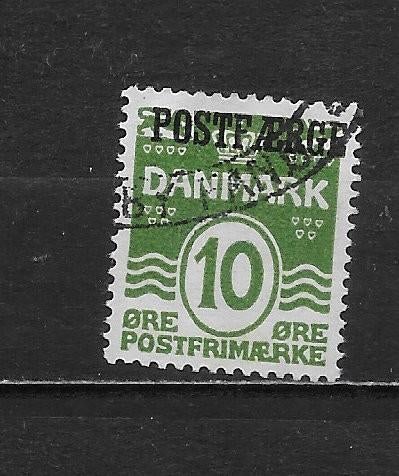 POSTFÆRGE
DANMARK
10
ØRE ØRE
POSTFRIMÆRKE